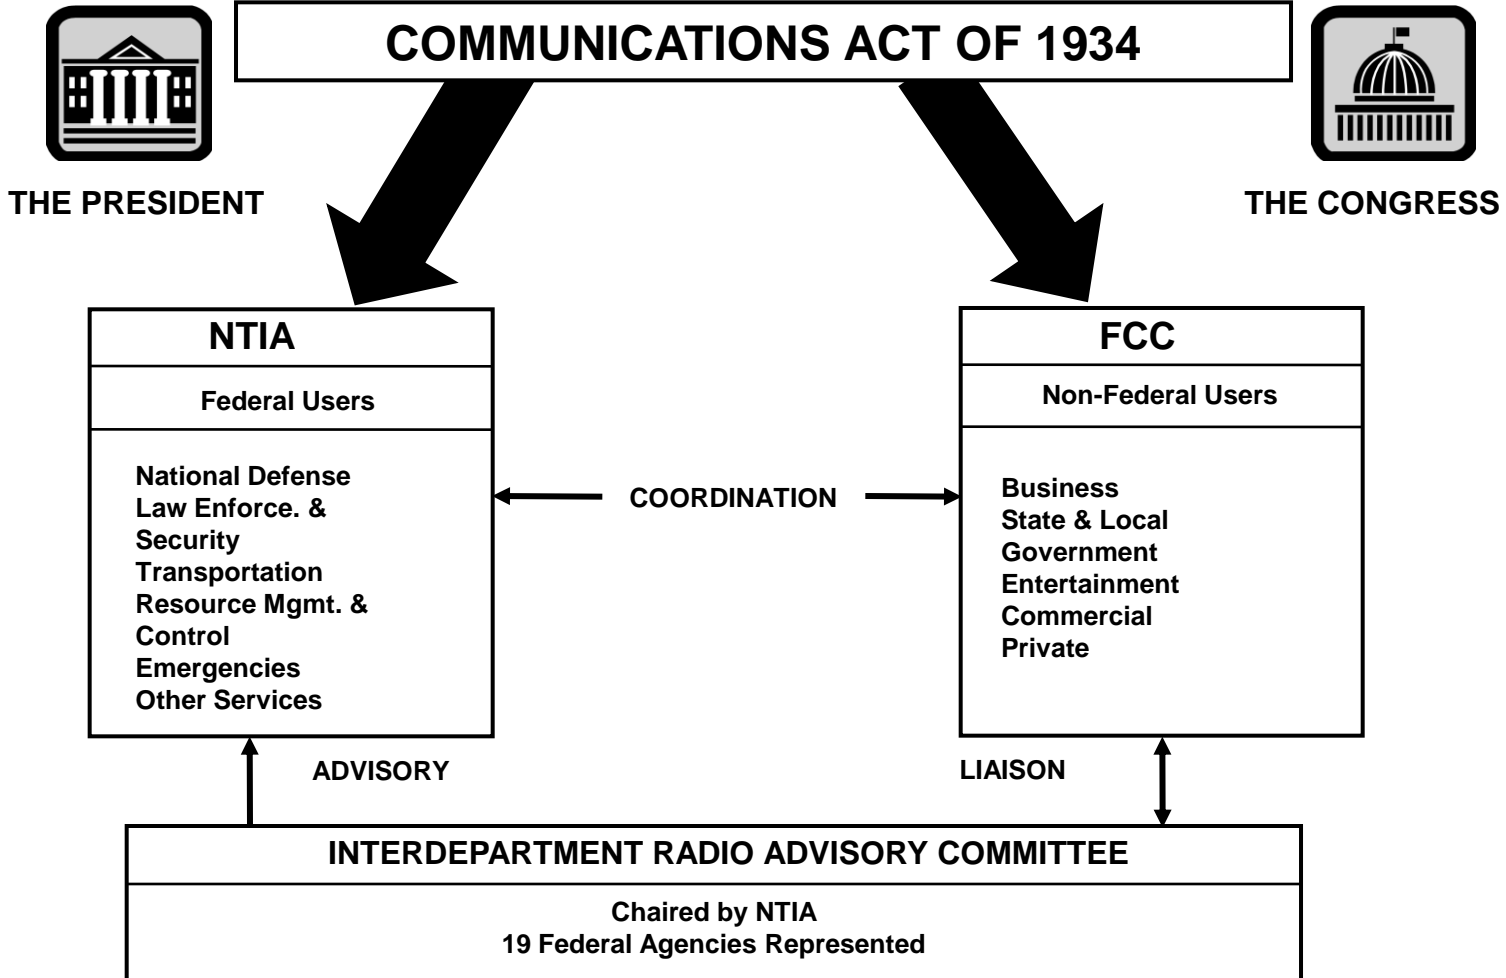 COMMUNICATIONS ACT OF 1934
THE PRESIDENT
THE CONGRESS
NTIA
Federal Users
National Defense
Law Enforce. &
Security
Transportation
Resource Mgmt. &
Control
Emergencies
Other Services
COORDINATION
FCC
Non-Federal Users
Business
State & Local
Government
Entertainment
Commercial
Private
ADVISORY
LIAISON
INTERDEPARTMENT RADIO ADVISORY COMMITTEE
Chaired by NTIA
19 Federal Agencies Represented